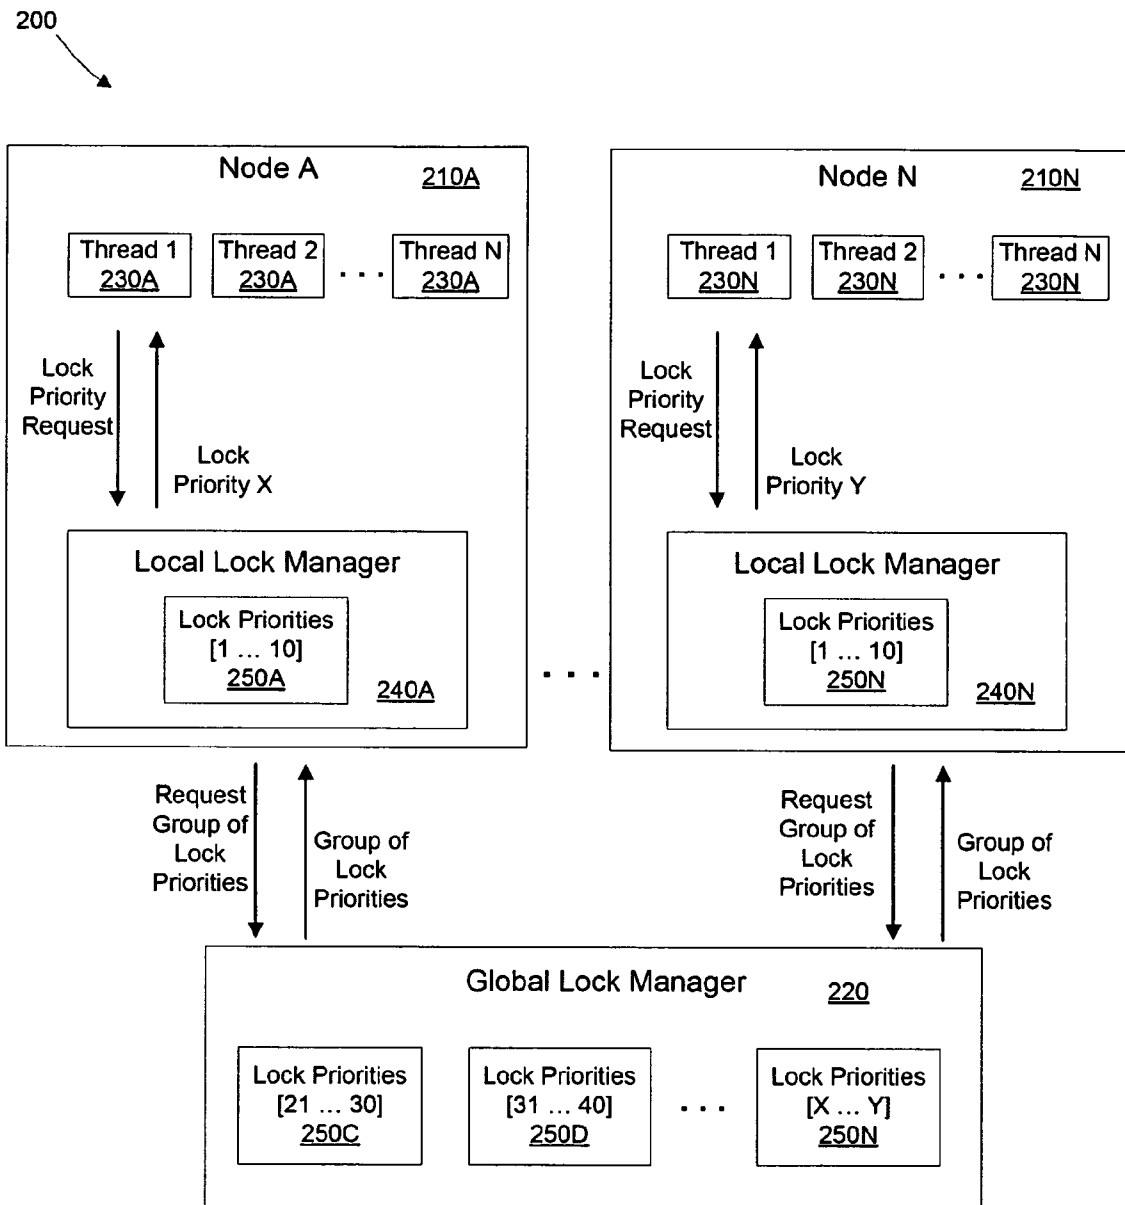 200
Node A
210A
Thread 1
230A
Thread 2
230A
. . .
Thread N
230A
Lock
Priority
Request
Lock
Priority X
Local Lock Manager
Lock Priorities
[1 ... 10]
250A
240A
. . .
Node N
210N
Thread 1
230N
Thread 2
230N
. . .
Thread N
230N
Lock
Priority
Request
Lock
Priority Y
Local Lock Manager
Lock Priorities
[1 ... 10]
250N
240N
Request
Group of
Lock
Priorities
Group of
Lock
Priorities
Request
Group of
Lock
Priorities
Group of
Lock
Priorities
Global Lock Manager
220
Lock Priorities
[21 ... 30]
250C
Lock Priorities
[31 ... 40]
250D
. . .
Lock Priorities
[X ... Y]
250N